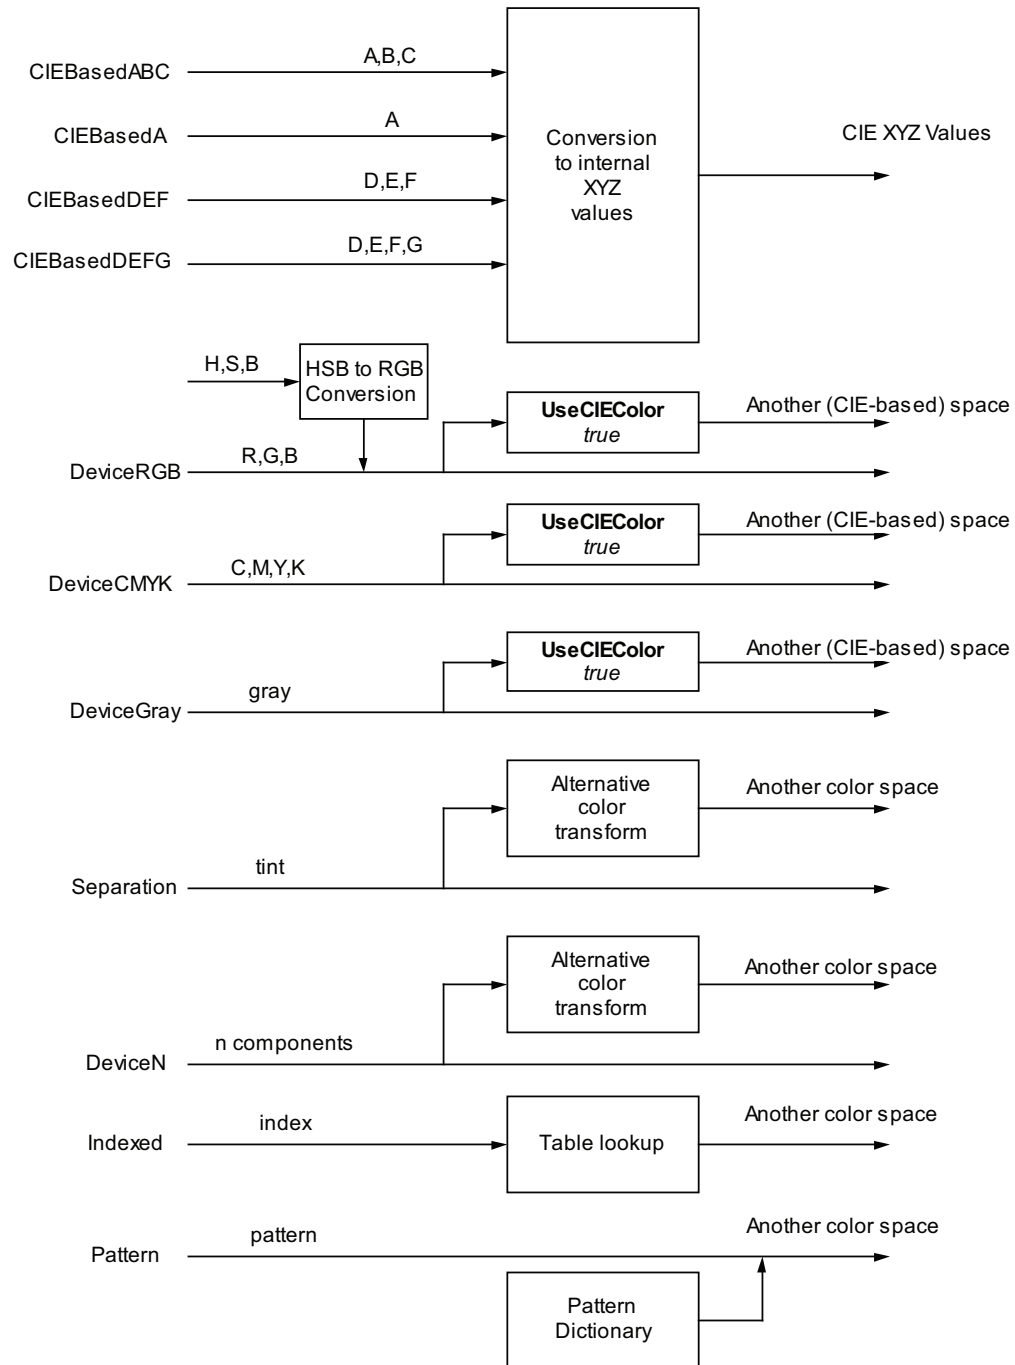 CIEBasedABC
A,B,C
CIEBasedA
A
CIEBasedDEF
D,E,F
CIEBasedDEFG
D,E,F,G
Conversion
to internal
XYZ
values
CIE XYZ Values
H,S,B
HSB to RGB
Conversion
DeviceRGB
R,G,B
UseCIEColor
true
Another (CIE-based) space
DeviceCMYK
C,M,Y,K
UseCIEColor
true
Another (CIE-based) space
DeviceGray
gray
UseCIEColor
true
Another (CIE-based) space
Separation
tint
Alternative
color
transform
Another color space
DeviceN
n components
Alternative
color
transform
Another color space
Indexed
index
Table lookup
Another color space
Pattern
pattern
Another color space
Pattern
Dictionary